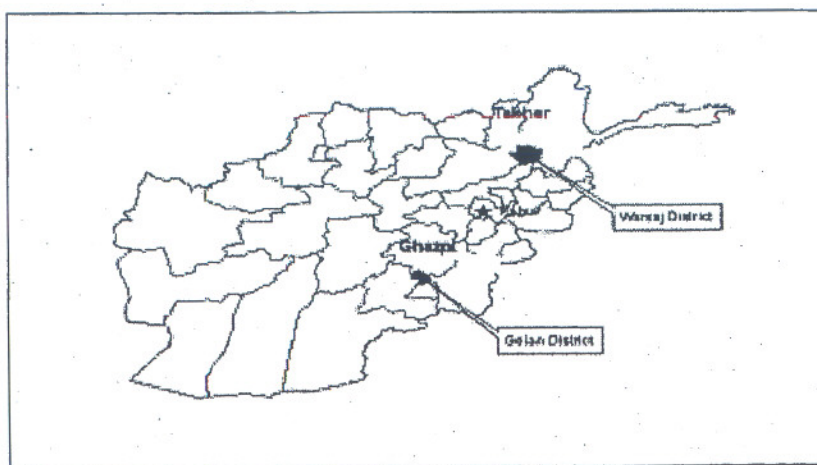 Takhar
Kabul
Warsaj District
Ghazni
Gelan District